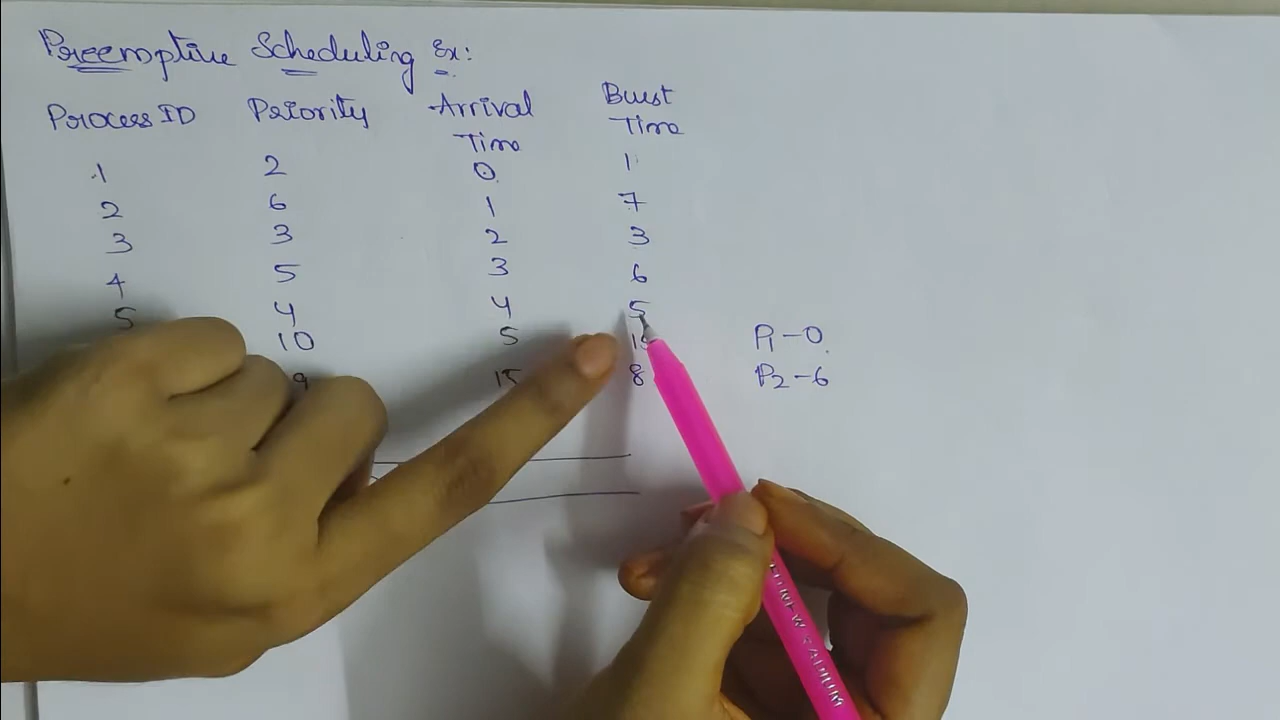 Preemptive Scheduling Ex:
Process ID Priority Arrival Time Burst Time
1 2 0 1
2 6 1 7
3 3 2 3
4 5 3 6
5 4 4 5
10 5 P1-0
9 15 8 P2-6